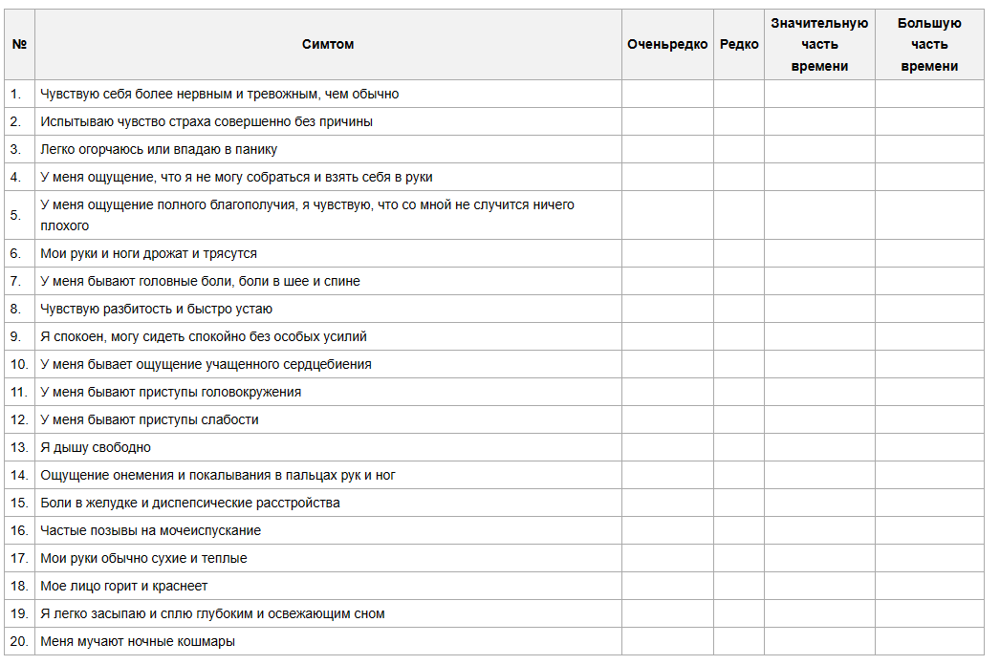 № Симтом Оченьредко Редко Значительную часть времени Большую часть времени
1. Чувствую себя более нервным и тревожным, чем обычно
2. Испытываю чувство страха совершенно без причины
3. Легко огорчаюсь или впадаю в панику
4. У меня ощущение, что я не могу собраться и взять себя в руки
5. У меня ощущение полного благополучия, я чувствую, что со мной не случится ничего
плохого
6. Мои руки и ноги дрожат и трясутся
7. У меня бывают головные боли, боли в шее и спине
8. Чувствую разбитость и быстро устаю
9. Я спокоен, могу сидеть спокойно без особых усилий
10. У меня бывает ощущение учащенного сердцебиения
11. У меня бывают приступы головокружения
12. У меня бывают приступы слабости
13. Я дышу свободно
14. Ощущение онемения и покалывания в пальцах рук и ног
15. Боли в желудке и диспепсические расстройства
16. Частые позывы на мочеиспускание
17. Мои руки обычно сухие и теплые
18. Мое лицо горит и краснеет
19. Я легко засыпаю и сплю глубоким и освежающим сном
20. Меня мучают ночные кошмары